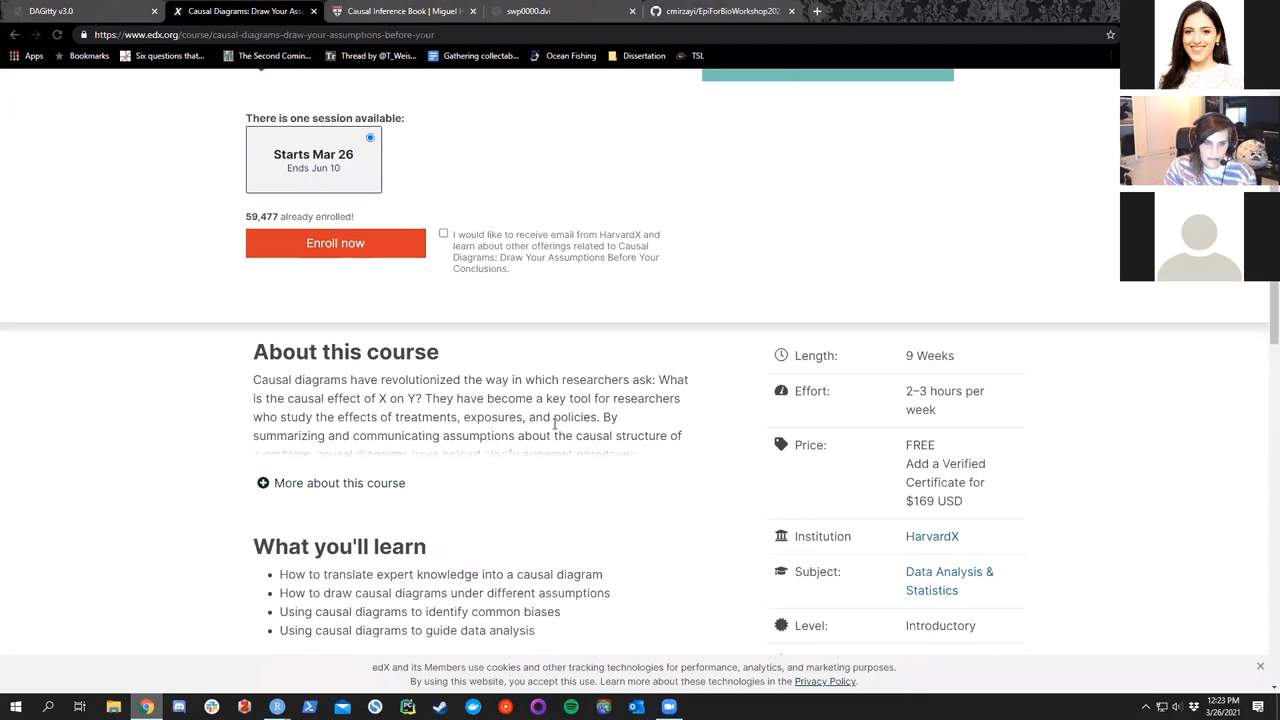 DAGitty v3.0
Causal Diagrams: Draw Your Ass
Causal Inference Book | Miguel H
swp0000.dvi
cmirzayi/EpiForBioWorkshop202
https://www.edx.org/course/causal-diagrams-draw-your-assumptions-before-your
Apps
Bookmarks
Six questions that...
The Second Comin...
Thread by @T_Weis...
Gathering collectab...
Ocean Fishing
Dissertation
TSL
There is one session available:
Starts Mar 26
Ends Jun 10
59,477 already enrolled!
Enroll now
I would like to receive email from HarvardX and
learn about other offerings related to Causal
Diagrams: Draw Your Assumptions Before Your
Conclusions.
About this course
Causal diagrams have revolutionized the way in which researchers ask: What
is the causal effect of X on Y? They have become a key tool for researchers
who study the effects of treatments, exposures, and policies. By
summarizing and communicating assumptions about the causal structure of
a problem, causal diagrams have helped clarify apparent paradoxes,
More about this course
What you'll learn
How to translate expert knowledge into a causal diagram
How to draw causal diagrams under different assumptions
Using causal diagrams to identify common biases
Using causal diagrams to guide data analysis
Length:
9 Weeks
Effort:
2–3 hours per
week
Price:
FREE
Add a Verified
Certificate for
$169 USD
Institution
HarvardX
Subject:
Data Analysis &
Statistics
Level:
Introductory
edX and its Members use cookies and other tracking technologies for performance, analytics, and marketing purposes.
By using this website, you accept this use. Learn more about these technologies in the Privacy Policy.
12:23 PM
3/26/2021